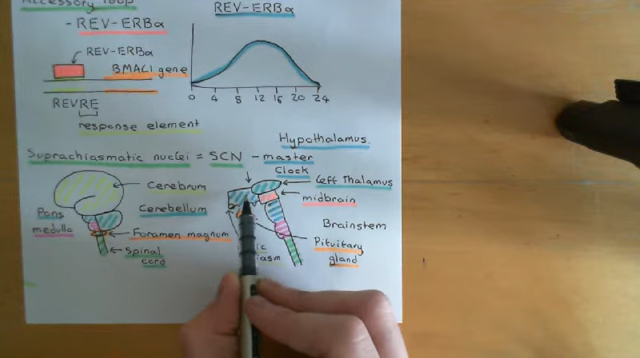 Accessory loop
- REV-ERBα
REV-ERBα
REV-ERBα
BMAL1 gene
REVRE
response element
0 4 8 12 16 20 24
Hypothalamus
Suprachiasmatic nuclei = SCN - master
Clock
Cerebrum
Left Thalamus
midbrain
Pons
Cerebellum
medulla
Foramen magnum
Brainstem
Spinal
cord
Pituitary
gland